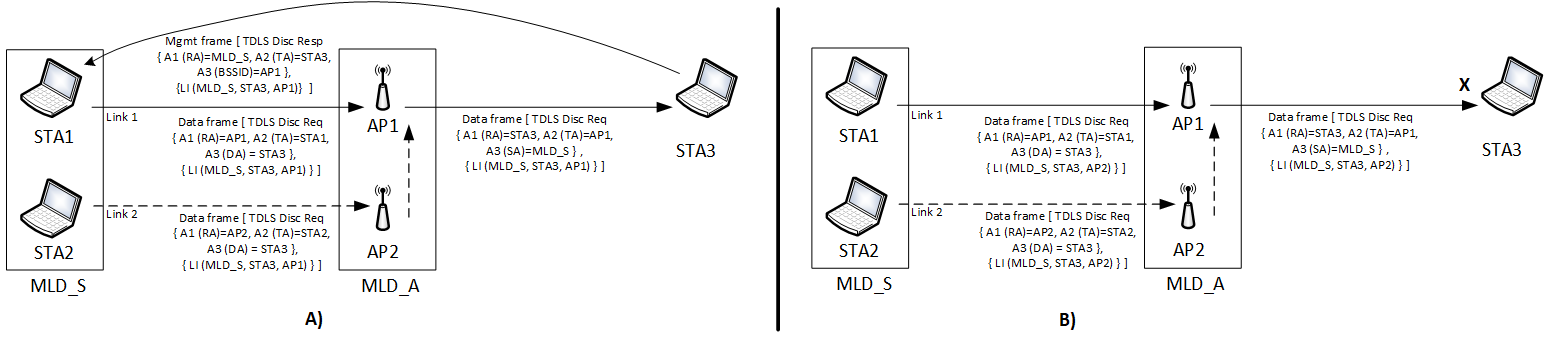 Mgmt frame [ TDLS Disc Resp
{ A1 (RA)=MLD_S, A2 (TA)=STA3,
A3 (BSSID)=AP1 },
{LI (MLD_S, STA3, AP1)} ]
STA1
Link 1
AP1
STA3
Data frame [ TDLS Disc Req
{ A1 (RA)=AP1, A2 (TA)=STA1,
A3 (DA) = STA3 },
{ LI (MLD_S, STA3, AP1) } ]
Data frame [ TDLS Disc Req
{ A1 (RA)=STA3, A2 (TA)=AP1,
A3 (SA)=MLD_S } ,
{ LI (MLD_S, STA3, AP1) } ]
STA2
Link 2
AP2
Data frame [ TDLS Disc Req
{ A1 (RA)=AP2, A2 (TA)=STA2,
A3 (DA) = STA3 },
{ LI (MLD_S, STA3, AP1) } ]
MLD_S
MLD_A
A)
X
STA1
Link 1
AP1
STA3
Data frame [ TDLS Disc Req
{ A1 (RA)=AP1, A2 (TA)=STA1,
A3 (DA) = STA3 },
{ LI (MLD_S, STA3, AP2) } ]
Data frame [ TDLS Disc Req
{ A1 (RA)=STA3, A2 (TA)=AP1,
A3 (SA)=MLD_S } ,
{ LI (MLD_S, STA3, AP2) } ]
STA2
Link 2
AP2
Data frame [ TDLS Disc Req
{ A1 (RA)=AP2, A2 (TA)=STA2,
A3 (DA) = STA3 },
{ LI (MLD_S, STA3, AP2) } ]
MLD_S
MLD_A
B)